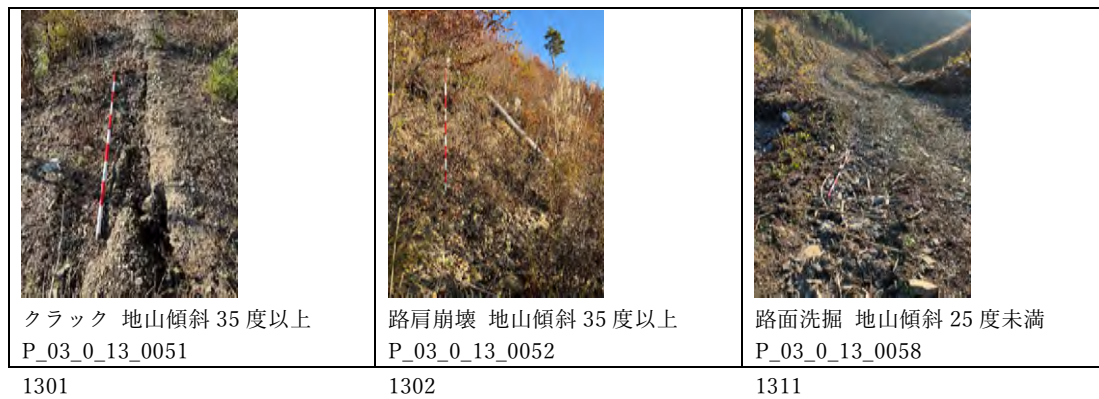 クラック 地山傾斜 35 度以上
P_03_0_13_0051
路肩崩壊 地山傾斜 35 度以上
P_03_0_13_0052
路面洗掘 地山傾斜 25 度未満
P_03_0_13_0058
1301
1302
1311